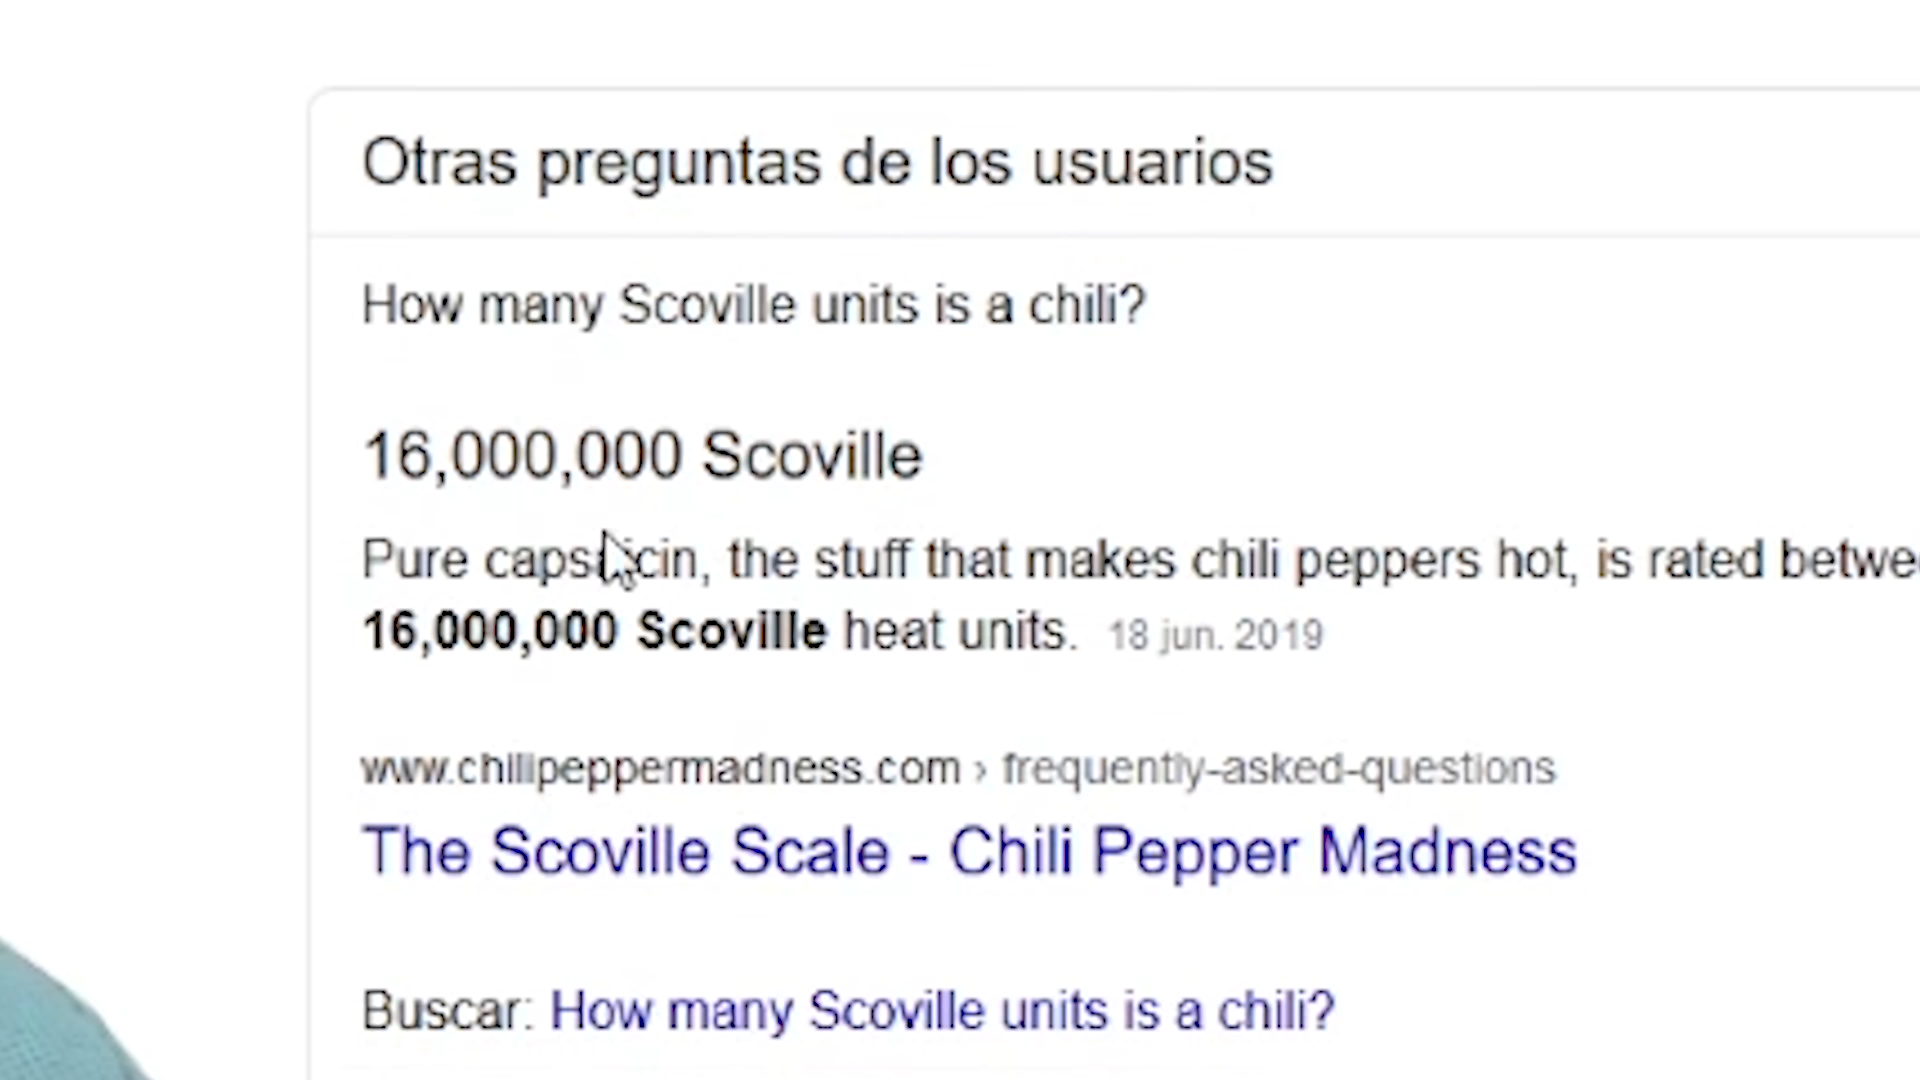 Otras preguntas de los usuarios
How many Scoville units is a chili?
16,000,000 Scoville
Pure capsaicin, the stuff that makes chili peppers hot, is rated
16,000,000 Scoville heat units. 18 jun. 2019
www.chilipeppermadness.com › frequently-asked-questions
The Scoville Scale - Chili Pepper Madness
Buscar: How many Scoville units is a chili?